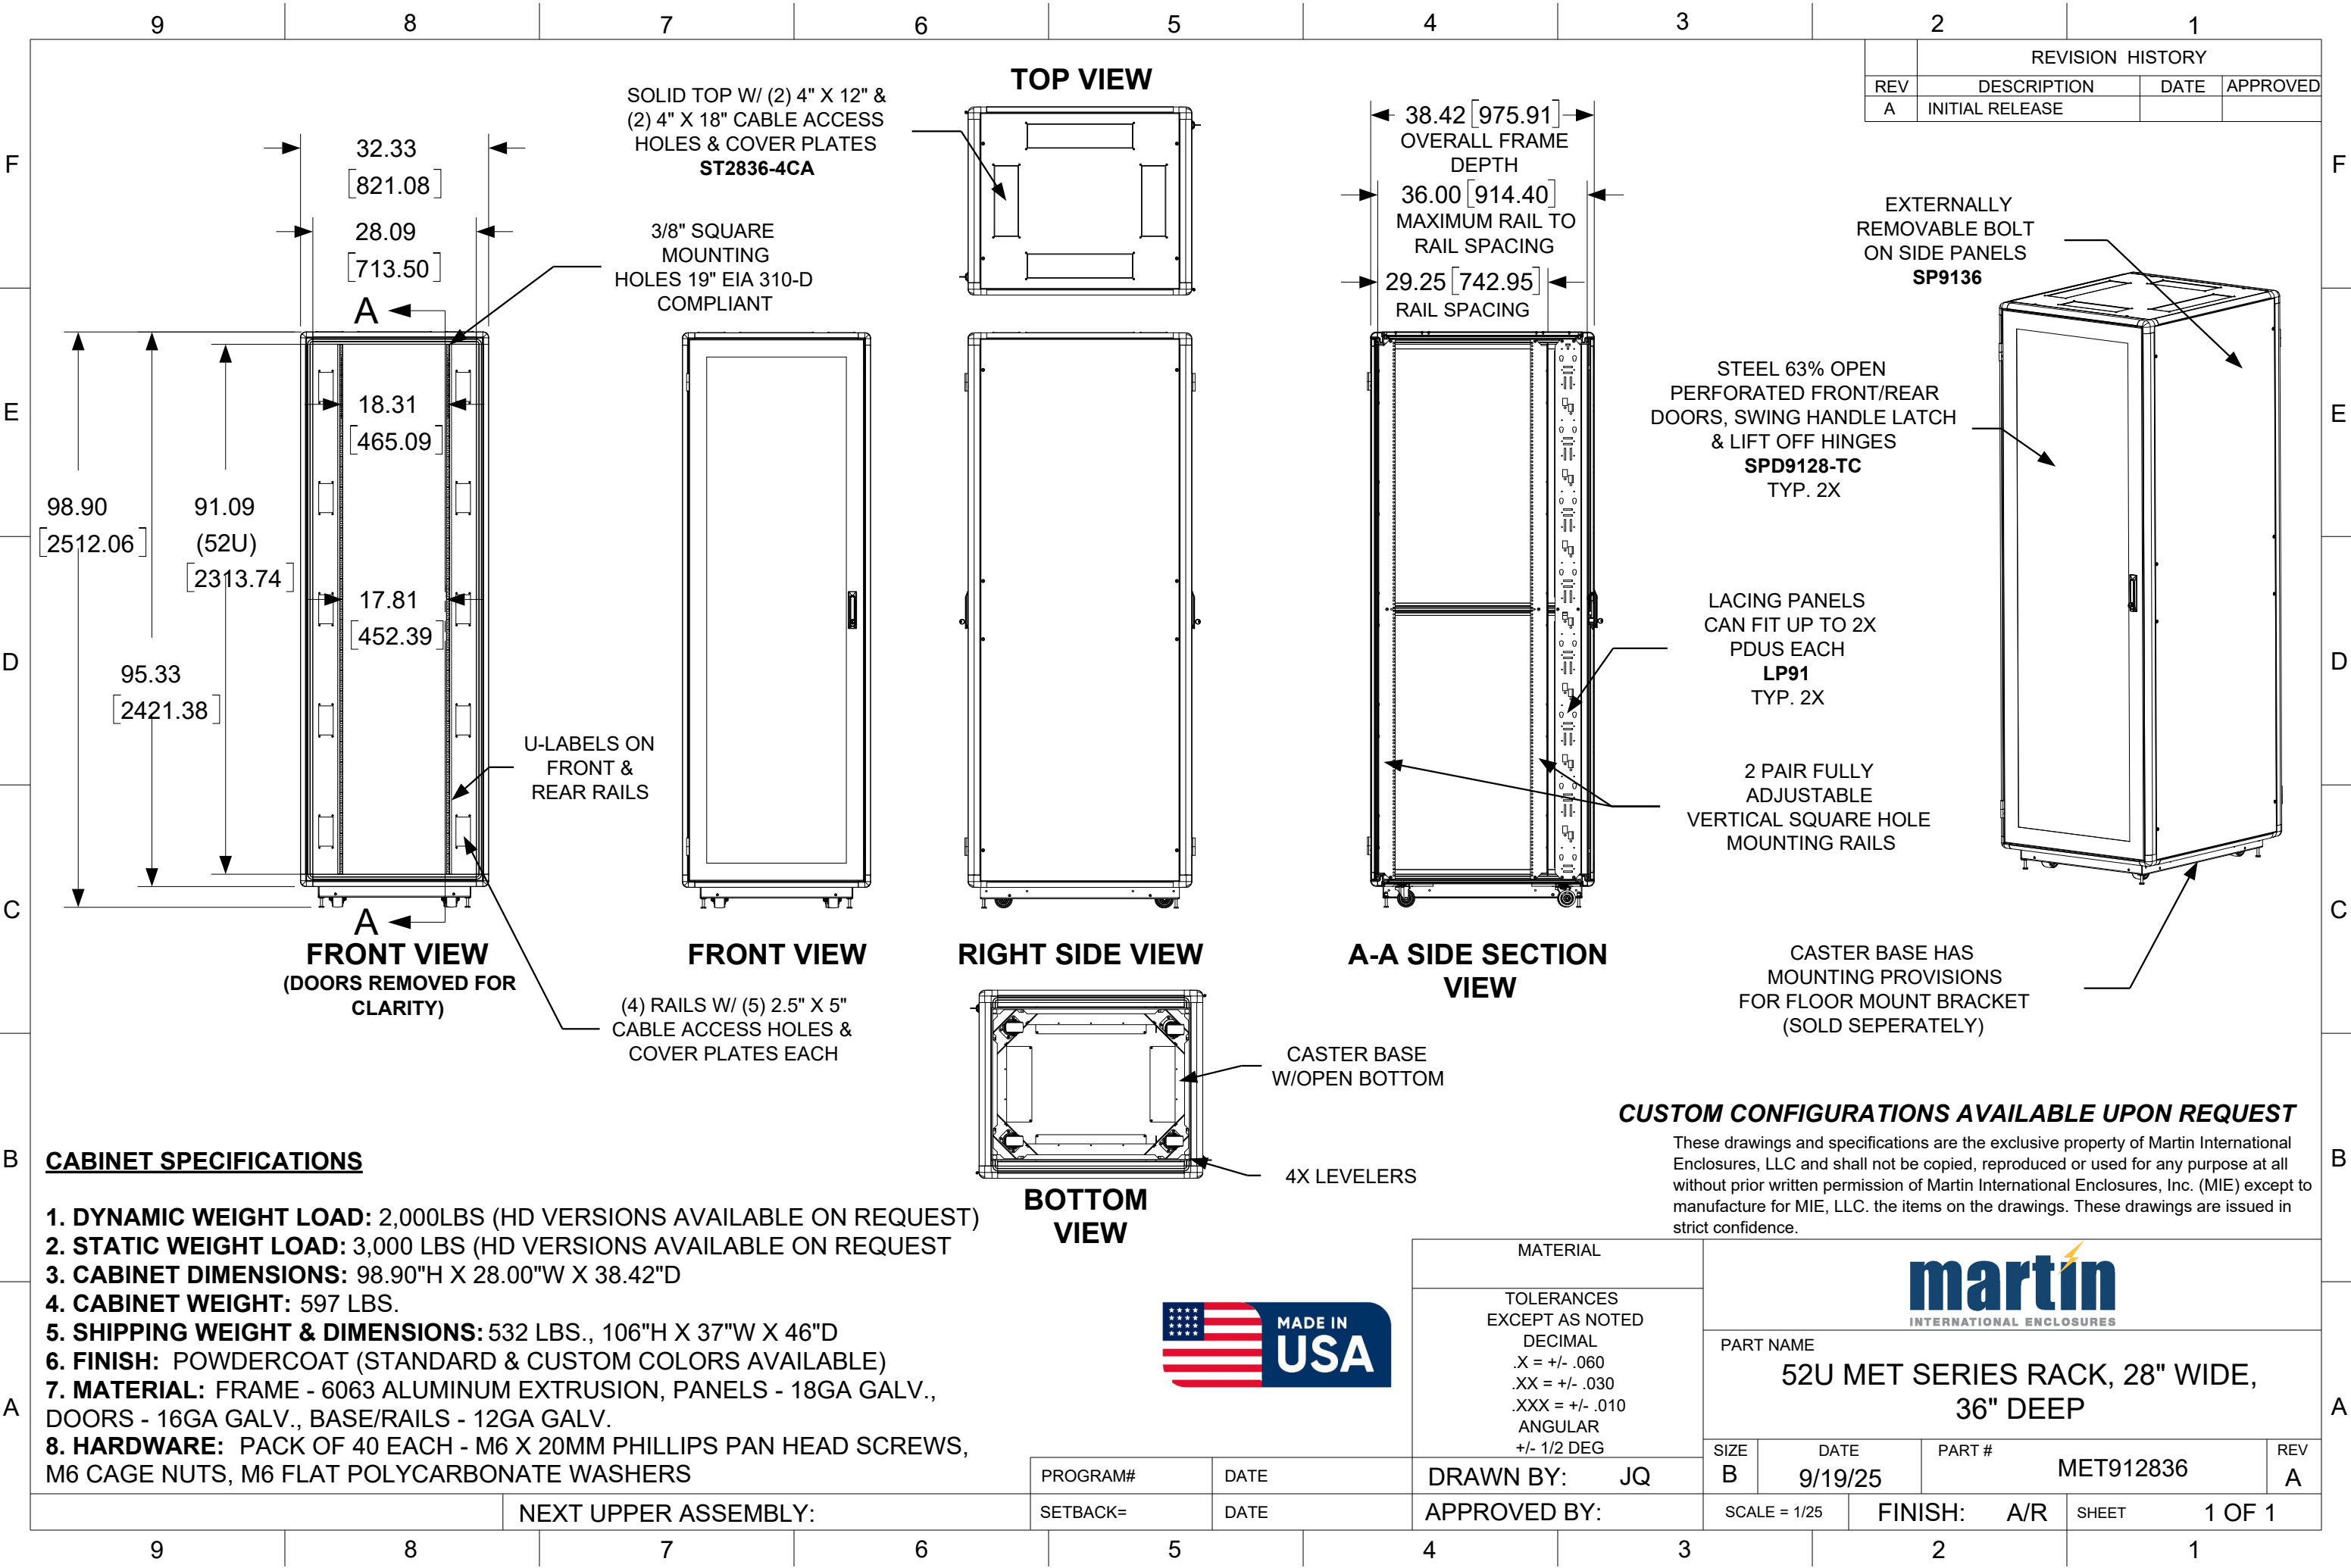 9 8 7 6 5 4 3 2 1
F
E
D
C
B
A
F
E
D
C
B
A
REVISION HISTORY
REV DESCRIPTION DATE APPROVED
A INITIAL RELEASE
TOP VIEW
SOLID TOP W/ (2) 4" X 12" &
(2) 4" X 18" CABLE ACCESS
HOLES & COVER PLATES
ST2836-4CA
32.33
[821.08]
28.09
[713.50]
A
3/8" SQUARE
MOUNTING
HOLES 19" EIA 310-D
COMPLIANT
38.42 [975.91]
OVERALL FRAME
DEPTH
36.00 [914.40]
MAXIMUM RAIL TO
RAIL SPACING
29.25 [742.95]
RAIL SPACING
EXTERNALLY
REMOVABLE BOLT
ON SIDE PANELS
SP9136
STEEL 63% OPEN
PERFORATED FRONT/REAR
DOORS, SWING HANDLE LATCH
& LIFT OFF HINGES
SPD9128-TC
TYP. 2X
18.31
[465.09]
98.90
[2512.06]
91.09
(52U)
[2313.74]
17.81
[452.39]
95.33
[2421.38]
LACING PANELS
CAN FIT UP TO 2X
PDUS EACH
LP91
TYP. 2X
U-LABELS ON
FRONT &
REAR RAILS
2 PAIR FULLY
ADJUSTABLE
VERTICAL SQUARE HOLE
MOUNTING RAILS
A
FRONT VIEW
(DOORS REMOVED FOR
CLARITY)
FRONT VIEW
RIGHT SIDE VIEW
A-A SIDE SECTION
VIEW
(4) RAILS W/ (5) 2.5" X 5"
CABLE ACCESS HOLES &
COVER PLATES EACH
CASTER BASE HAS
MOUNTING PROVISIONS
FOR FLOOR MOUNT BRACKET
(SOLD SEPERATELY)
CASTER BASE
W/OPEN BOTTOM
4X LEVELERS
BOTTOM
VIEW
CUSTOM CONFIGURATIONS AVAILABLE UPON REQUEST
These drawings and specifications are the exclusive property of Martin International
Enclosures, LLC and shall not be copied, reproduced or used for any purpose at all
without prior written permission of Martin International Enclosures, Inc. (MIE) except to
manufacture for MIE, LLC. the items on the drawings. These drawings are issued in
strict confidence.
CABINET SPECIFICATIONS
1. DYNAMIC WEIGHT LOAD: 2,000LBS (HD VERSIONS AVAILABLE ON REQUEST)
2. STATIC WEIGHT LOAD: 3,000 LBS (HD VERSIONS AVAILABLE ON REQUEST
3. CABINET DIMENSIONS: 98.90"H X 28.00"W X 38.42"D
4. CABINET WEIGHT: 597 LBS.
5. SHIPPING WEIGHT & DIMENSIONS: 532 LBS., 106"H X 37"W X 46"D
6. FINISH: POWDERCOAT (STANDARD & CUSTOM COLORS AVAILABLE)
7. MATERIAL: FRAME - 6063 ALUMINUM EXTRUSION, PANELS - 18GA GALV.,
DOORS - 16GA GALV., BASE/RAILS - 12GA GALV.
8. HARDWARE: PACK OF 40 EACH - M6 X 20MM PHILLIPS PAN HEAD SCREWS,
M6 CAGE NUTS, M6 FLAT POLYCARBONATE WASHERS
MADE IN
USA
MATERIAL
TOLERANCES
EXCEPT AS NOTED
DECIMAL
.X = +/- .060
.XX = +/- .030
.XXX = +/- .010
ANGULAR
+/- 1/2 DEG
martin
INTERNATIONAL ENCLOSURES
PART NAME
52U MET SERIES RACK, 28" WIDE,
36" DEEP
SIZE DATE PART # REV
B 9/19/25 MET912836 A
PROGRAM# DATE DRAWN BY: JQ
NEXT UPPER ASSEMBLY: SETBACK= DATE APPROVED BY: SCALE = 1/25 FINISH: A/R SHEET 1 OF 1
9 8 7 6 5 4 3 2 1